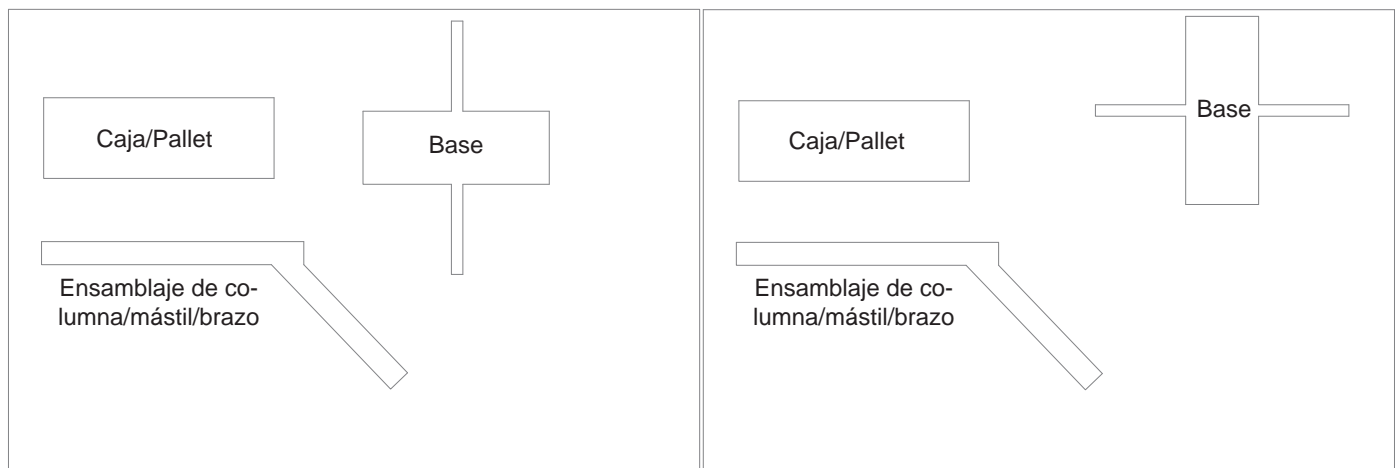 Caja/Pallet
Base
Ensamblaje de co-
lumna/mástil/brazo
Caja/Pallet
Base
Ensamblaje de co-
lumna/mástil/brazo